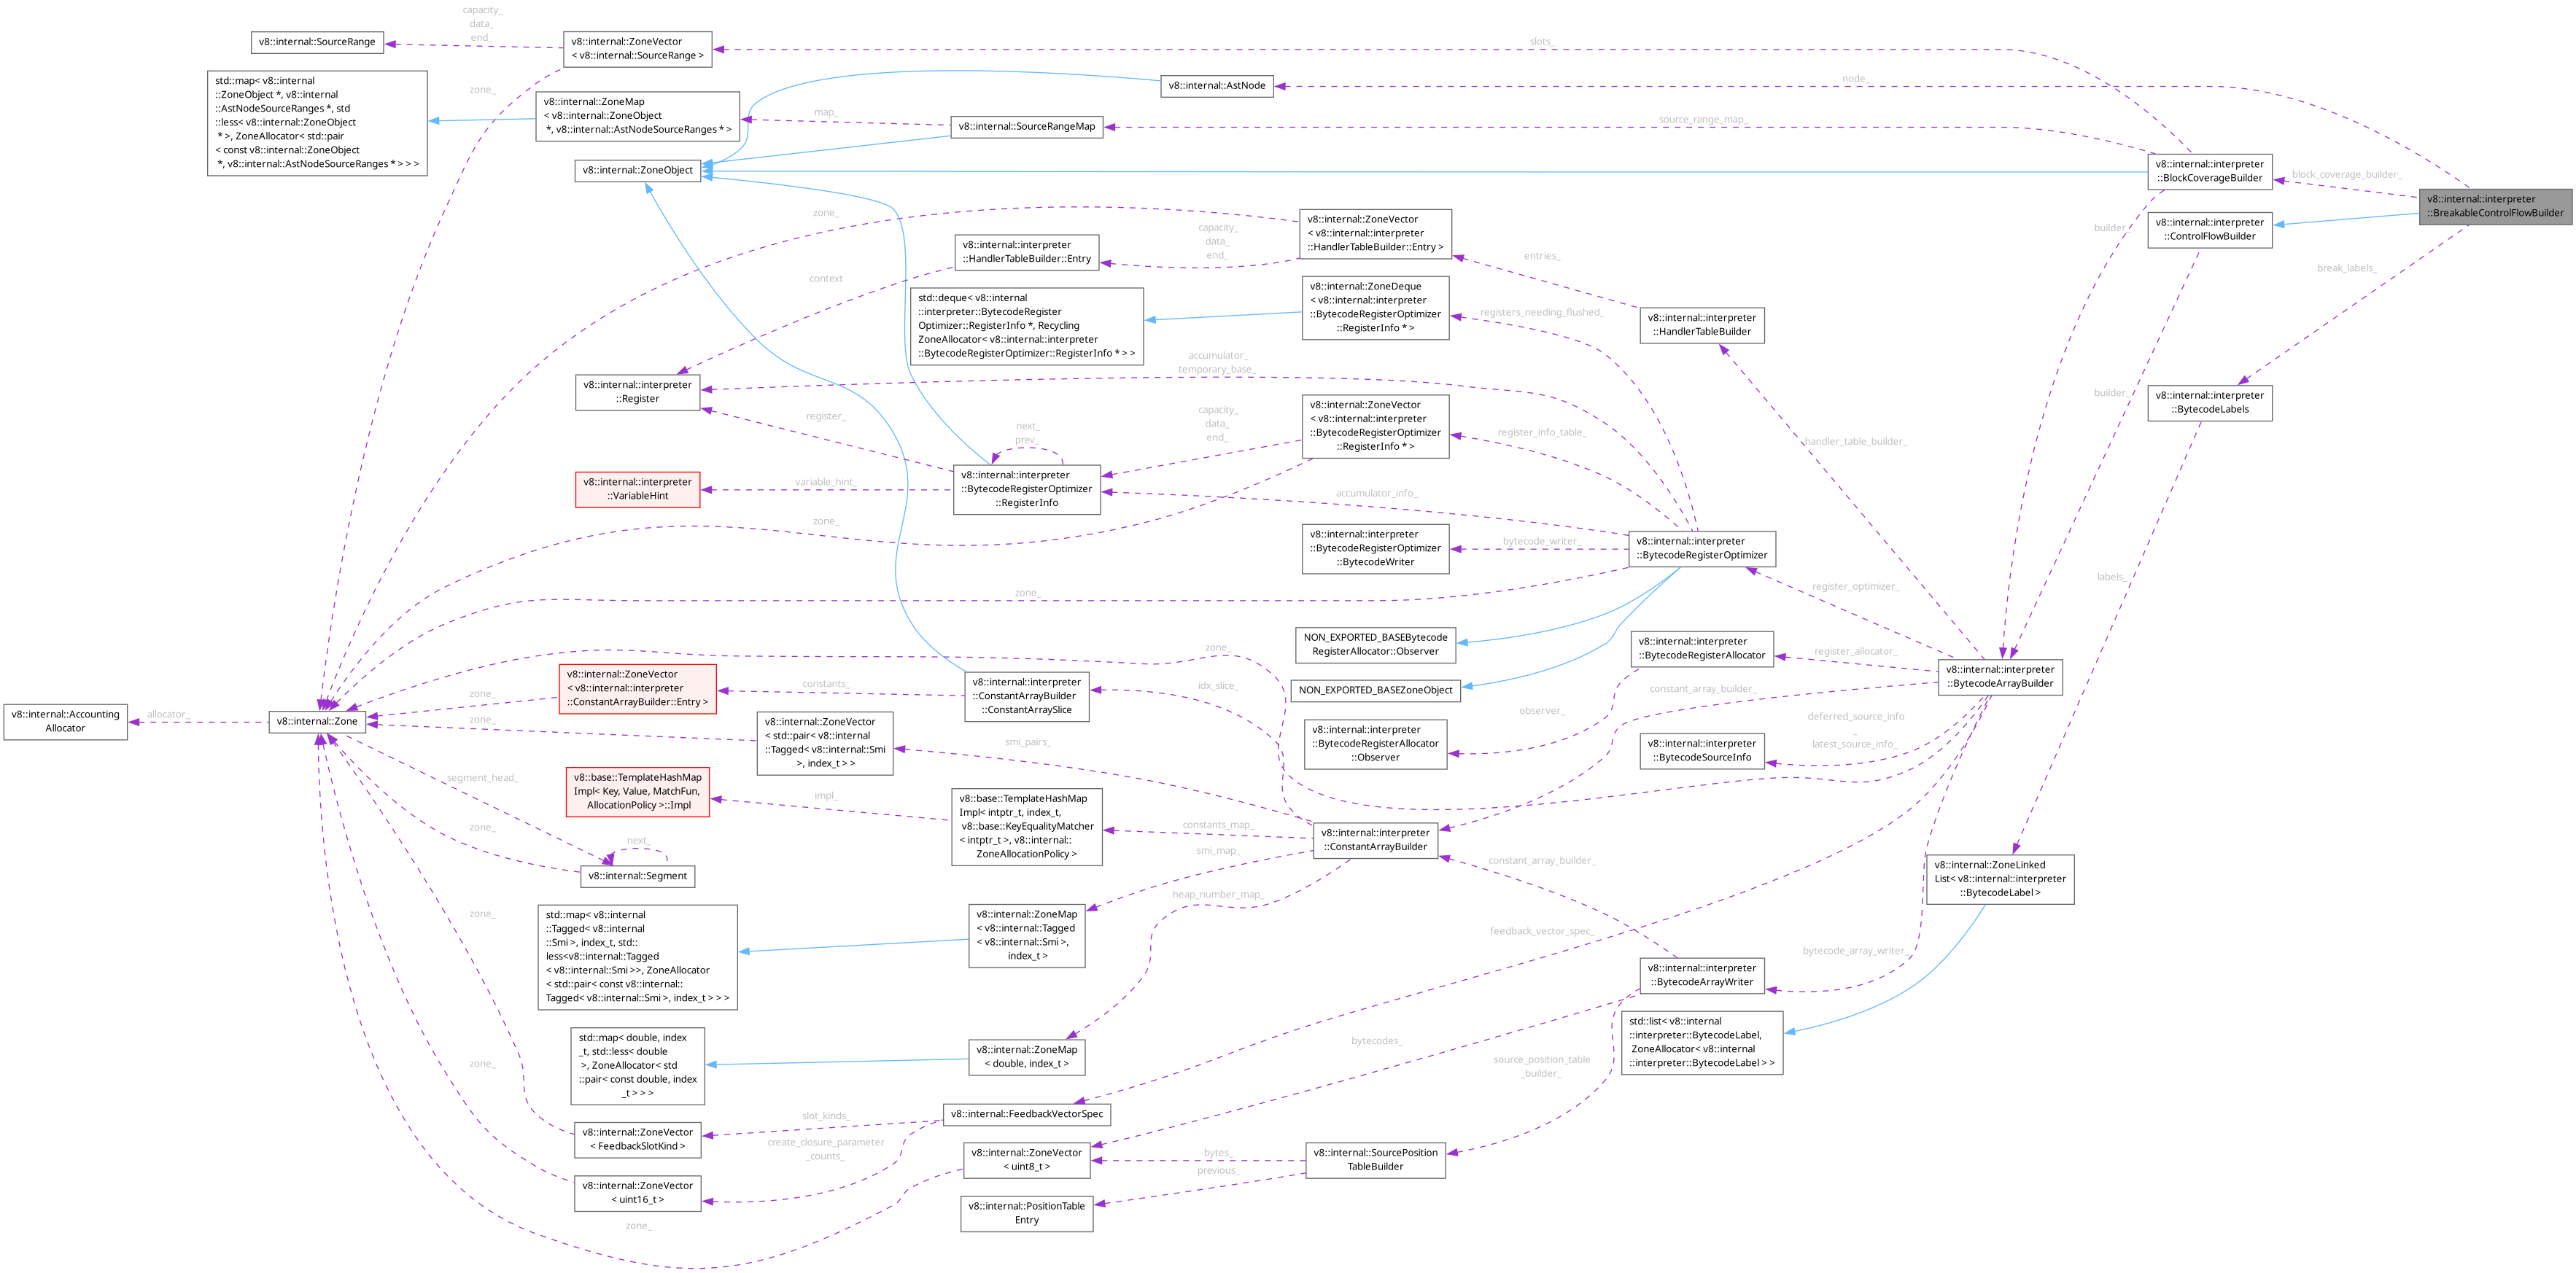 capacity_
data_
end_
v8::internal::SourceRange
v8::internal::ZoneVector
< v8::internal::SourceRange >
slots_
std::map< v8::internal
::ZoneObject *, v8::internal
::AstNodeSourceRanges *, std
::less< v8::internal::ZoneObject
 * >, ZoneAllocator< std::pair
< const v8::internal::ZoneObject
 *, v8::internal::AstNodeSourceRanges * > > >
zone_
v8::internal::ZoneMap
< v8::internal::ZoneObject
 *, v8::internal::AstNodeSourceRanges * >
map_
v8::internal::AstNode
node_
v8::internal::SourceRangeMap
source_range_map_
v8::internal::ZoneObject
v8::internal::interpreter
::BlockCoverageBuilder
block_coverage_builder_
v8::internal::interpreter
::BreakableControlFlowBuilder
zone_
v8::internal::ZoneVector
< v8::internal::interpreter
::HandlerTableBuilder::Entry >
capacity_
data_
end_
v8::internal::interpreter
::HandlerTableBuilder::Entry
context
entries_
builder_
v8::internal::interpreter
::ControlFlowBuilder
break_labels_
std::deque< v8::internal
::interpreter::BytecodeRegister
Optimizer::RegisterInfo *, Recycling
ZoneAllocator< v8::internal::interpreter
::BytecodeRegisterOptimizer::RegisterInfo * > >
v8::internal::ZoneDeque
< v8::internal::interpreter
::BytecodeRegisterOptimizer
::RegisterInfo * >
registers_needing_flushed_
v8::internal::interpreter
::HandlerTableBuilder
accumulator_
temporary_base_
v8::internal::interpreter
::Register
register_
next_
prev_
capacity_
data_
end_
v8::internal::ZoneVector
< v8::internal::interpreter
::BytecodeRegisterOptimizer
::RegisterInfo * >
register_info_table_
handler_table_builder_
builder_
v8::internal::interpreter
::BytecodeLabels
v8::internal::interpreter
::VariableHint
variable_hint_
v8::internal::interpreter
::BytecodeRegisterOptimizer
::RegisterInfo
accumulator_info_
zone_
v8::internal::interpreter
::BytecodeRegisterOptimizer
::BytecodeWriter
bytecode_writer_
v8::internal::interpreter
::BytecodeRegisterOptimizer
zone_
register_optimizer_
labels_
NON_EXPORTED_BASEBytecode
RegisterAllocator::Observer
v8::internal::interpreter
::BytecodeRegisterAllocator
register_allocator_
v8::internal::interpreter
::BytecodeArrayBuilder
zone_
v8::internal::ZoneVector
< v8::internal::interpreter
::ConstantArrayBuilder::Entry >
constants_
v8::internal::interpreter
::ConstantArrayBuilder
::ConstantArraySlice
idx_slice_
NON_EXPORTED_BASEZoneObject
constant_array_builder_
zone_
v8::internal::Accounting
Allocator
allocator_
v8::internal::Zone
zone_
v8::internal::ZoneVector
< std::pair< v8::internal
::Tagged< v8::internal::Smi
 >, index_t > >
smi_pairs_
v8::internal::interpreter
::BytecodeRegisterAllocator
::Observer
observer_
v8::internal::interpreter
::BytecodeSourceInfo
deferred_source_info
_
latest_source_info_
segment_head_
v8::base::TemplateHashMap
Impl< Key, Value, MatchFun,
AllocationPolicy >::Impl
impl_
v8::base::TemplateHashMap
Impl< intptr_t, index_t,
 v8::base::KeyEqualityMatcher
< intptr_t >, v8::internal::
ZoneAllocationPolicy >
constants_map_
smi_map_
v8::internal::interpreter
::ConstantArrayBuilder
zone_
next_
v8::internal::Segment
heap_number_map_
constant_array_builder_
v8::internal::ZoneLinked
List< v8::internal::interpreter
::BytecodeLabel >
zone_
std::map< v8::internal
::Tagged< v8::internal
::Smi >, index_t, std::
less<v8::internal::Tagged
< v8::internal::Smi >>, ZoneAllocator
< std::pair< const v8::internal::
Tagged< v8::internal::Smi >, index_t > > >
v8::internal::ZoneMap
< v8::internal::Tagged
< v8::internal::Smi >,
 index_t >
feedback_vector_spec_
bytecode_array_writer_
v8::internal::interpreter
::BytecodeArrayWriter
std::map< double, index
_t, std::less< double
 >, ZoneAllocator< std
::pair< const double, index
_t > > >
v8::internal::ZoneMap
< double, index_t >
bytecodes_
source_position_table
_builder_
std::list< v8::internal
::interpreter::BytecodeLabel,
 ZoneAllocator< v8::internal
::interpreter::BytecodeLabel > >
zone_
v8::internal::ZoneVector
< FeedbackSlotKind >
slot_kinds_
create_closure_parameter
_counts_
v8::internal::FeedbackVectorSpec
v8::internal::ZoneVector
< uint8_t >
bytes_
previous_
v8::internal::SourcePosition
TableBuilder
v8::internal::ZoneVector
< uint16_t >
zone_
v8::internal::PositionTable
Entry